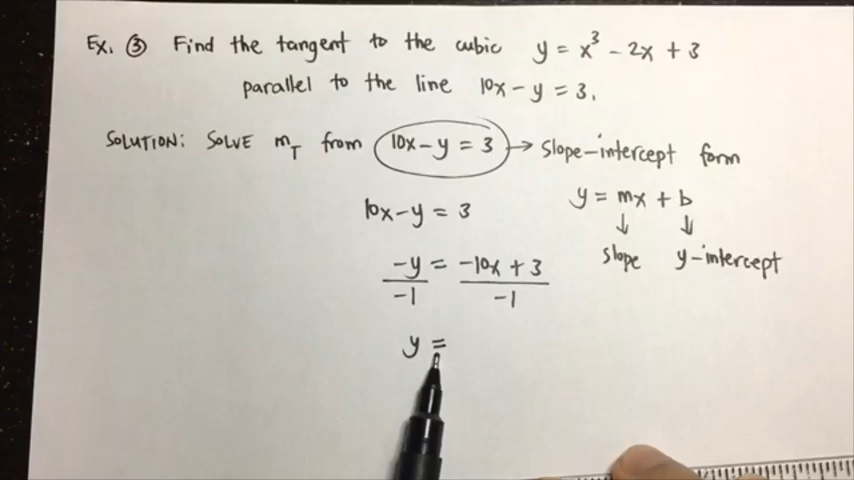 Ex. ③ Find the tangent to the cubic y = x³ - 2x + 3
parallel to the line 10x - y = 3.
SOLUTION: SOLVE m_T from 10x - y = 3 → slope-intercept form
y = mx + b
↓ ↓
slope y-intercept
10x - y = 3
-y = -10x + 3
-1 -1
y =